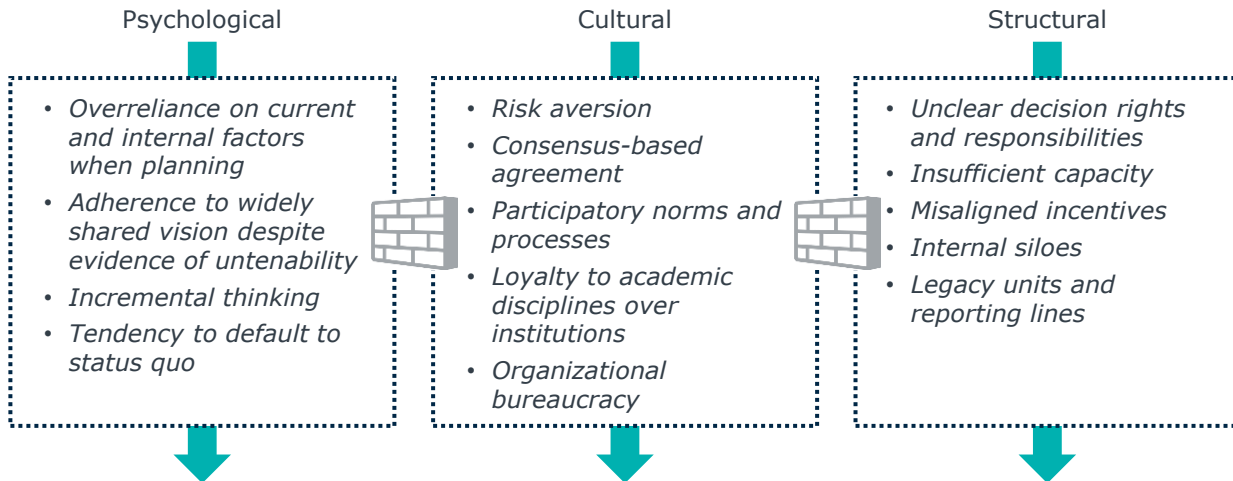 Psychological
• Overreliance on current
and internal factors
when planning
• Adherence to widely
shared vision despite
evidence of untenability
• Incremental thinking
• Tendency to default to
status quo
Cultural
• Risk aversion
• Consensus-based
agreement
• Participatory norms and
processes
• Loyalty to academic
disciplines over
institutions
• Organizational
bureaucracy
Structural
• Unclear decision rights
and responsibilities
• Insufficient capacity
• Misaligned incentives
• Internal siloes
• Legacy units and
reporting lines